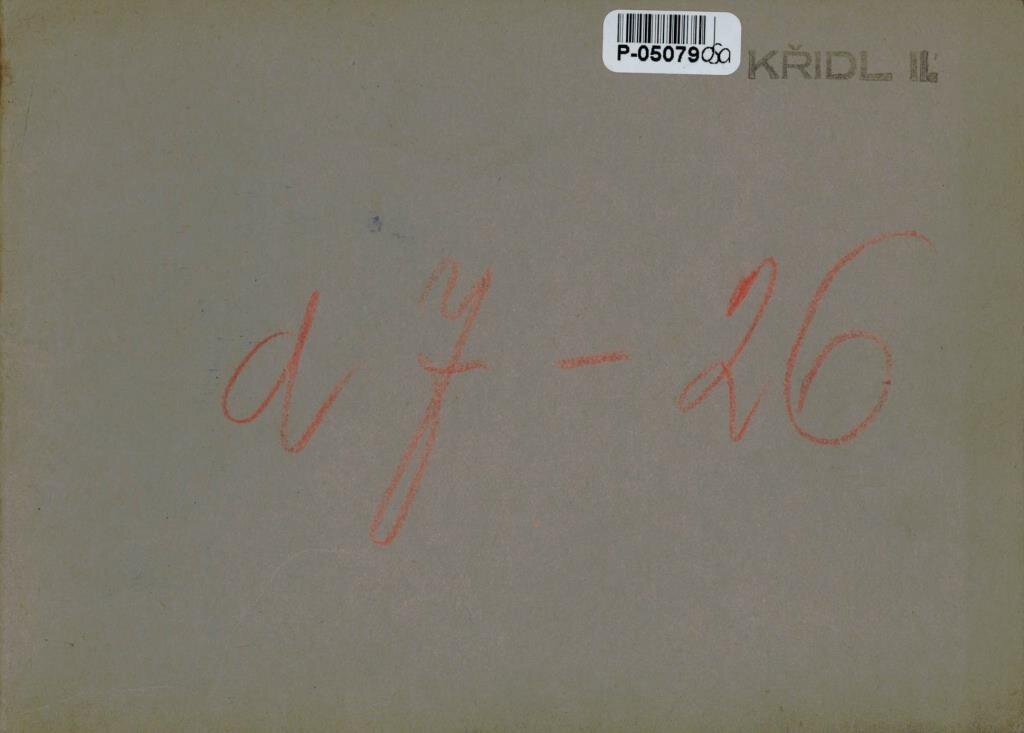 P-05079
KŘIDL II.
d 7 - 26